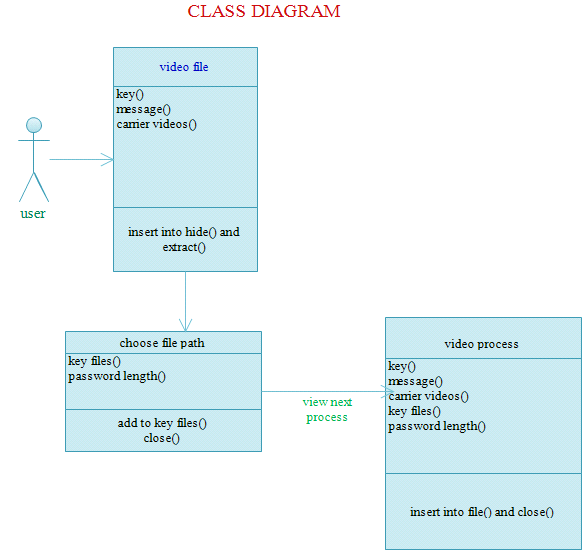 CLASS DIAGRAM
video file
key()
message()
carrier videos()
insert into hide() and
extract()
user
choose file path
key files()
password length()
add to key files()
close()
view next
process
video process
key()
message()
carrier videos()
key files()
password length()
insert into file() and close()